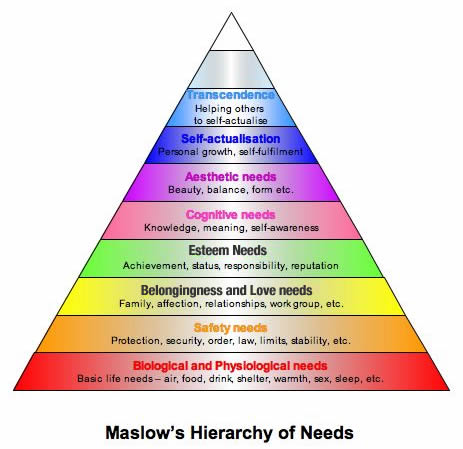 Transcendence
Helping others
to self-actualise
Self-actualisation
Personal growth, self-fulfilment
Aesthetic needs
Beauty, balance, form etc.
Cognitive needs
Knowledge, meaning, self-awareness
Esteem Needs
Achievement, status, responsibility, reputation
Belongingness and Love needs
Family, affection, relationships, work group, etc.
Safety needs
Protection, security, order, law, limits, stability, etc.
Biological and Physiological needs
Basic life needs – air, food, drink, shelter, warmth, sex, sleep, etc.
Maslow's Hierarchy of Needs